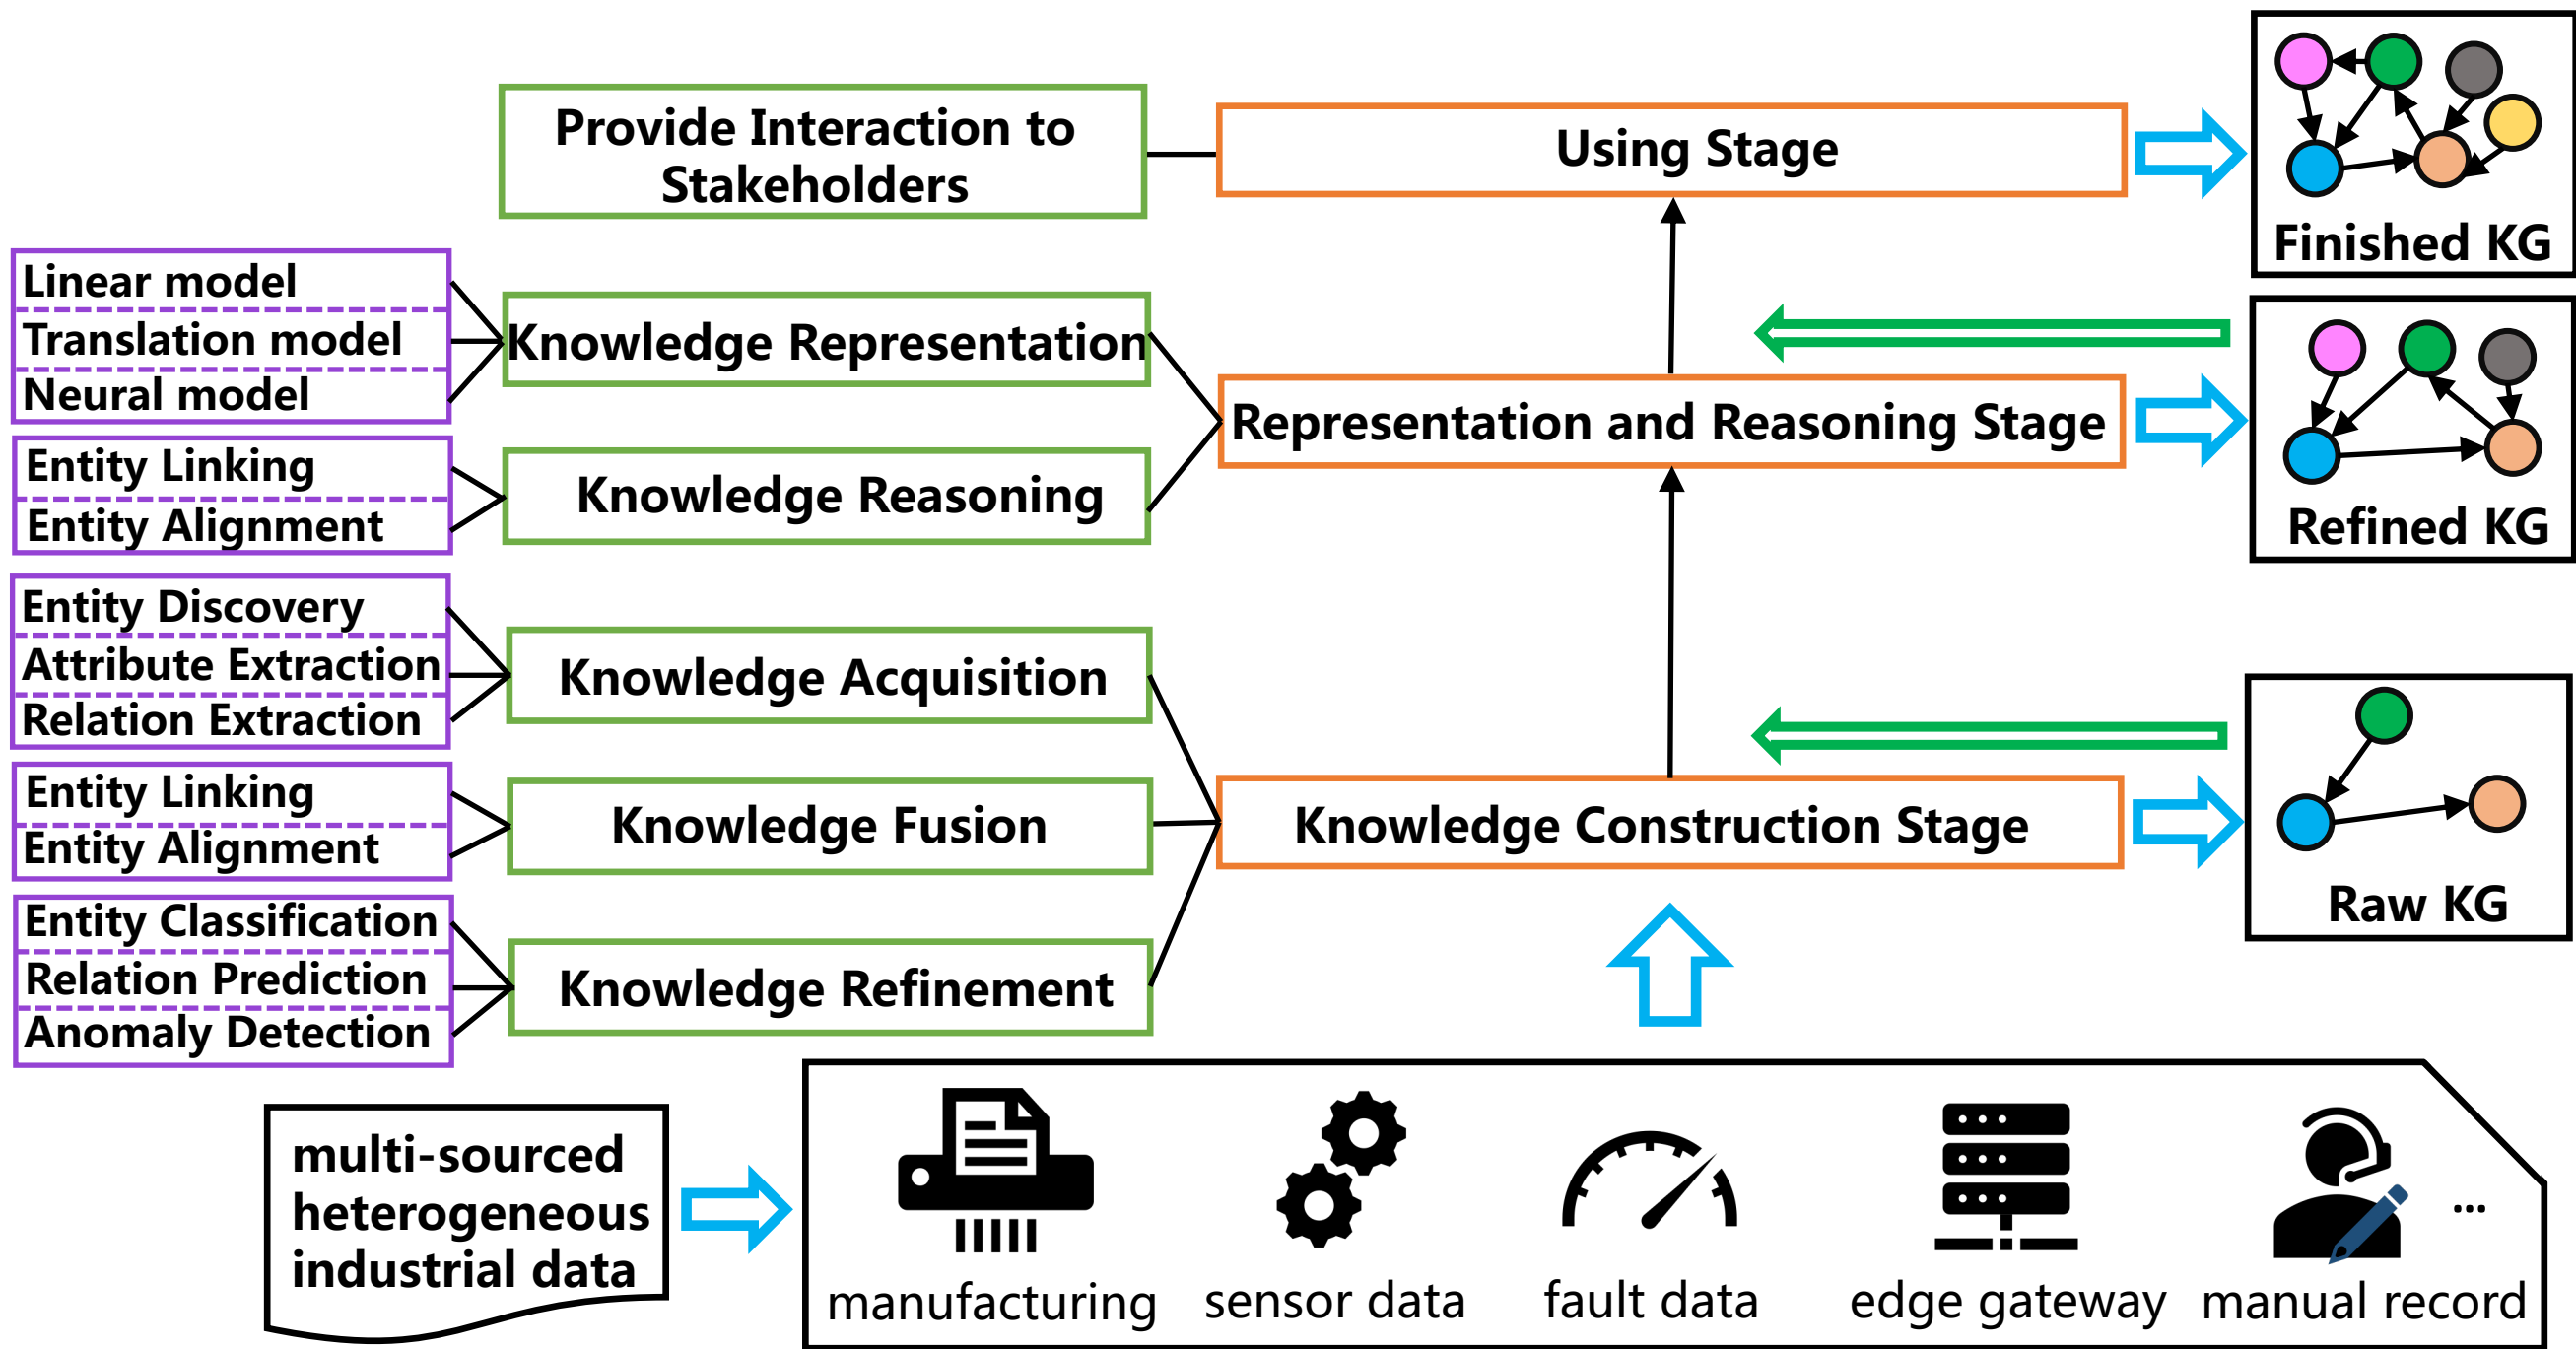 Provide Interaction to
Stakeholders
Using Stage
Finished KG
Linear model
Translation model
Neural model
Knowledge Representation
Entity Linking
Entity Alignment
Knowledge Reasoning
Representation and Reasoning Stage
Refined KG
Entity Discovery
Attribute Extraction
Relation Extraction
Knowledge Acquisition
Entity Linking
Entity Alignment
Knowledge Fusion
Knowledge Construction Stage
Raw KG
Entity Classification
Relation Prediction
Anomaly Detection
Knowledge Refinement
multi-sourced
heterogeneous
industrial data
manufacturing
sensor data
fault data
edge gateway
manual record
...